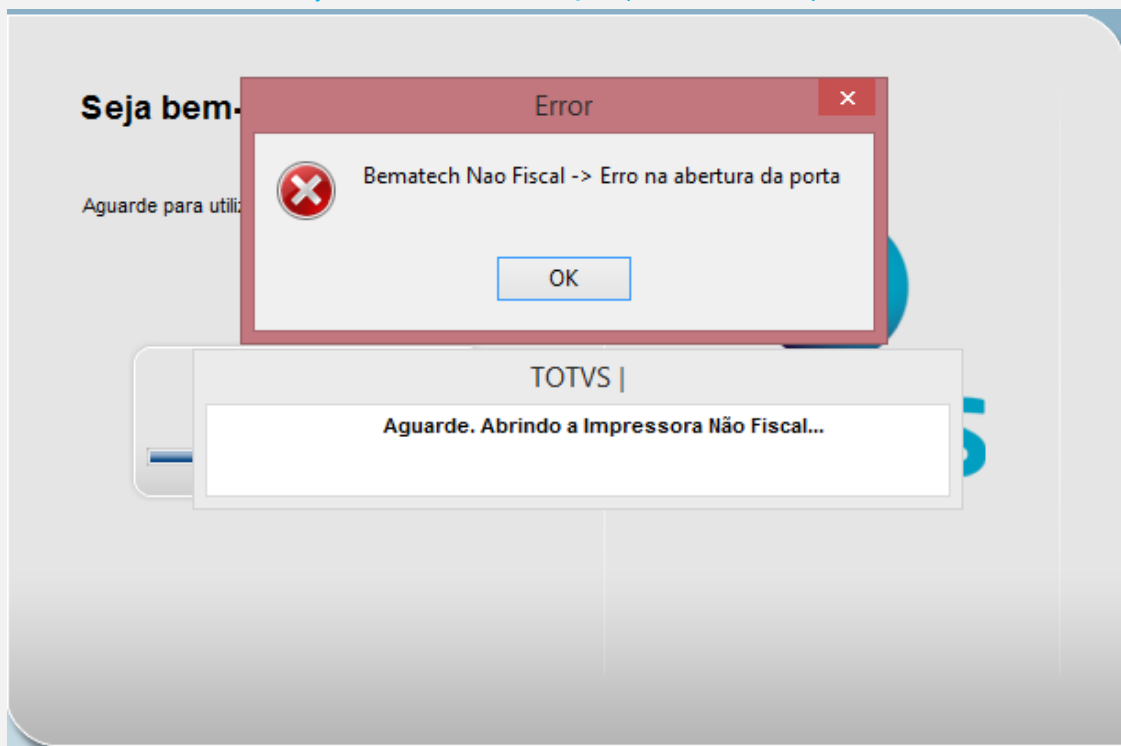 Seja bem-
Error
Bematech Nao Fiscal -> Erro na abertura da porta
Aguarde para utiliz
OK
TOTVS |
Aguarde. Abrindo a Impressora Não Fiscal...
S